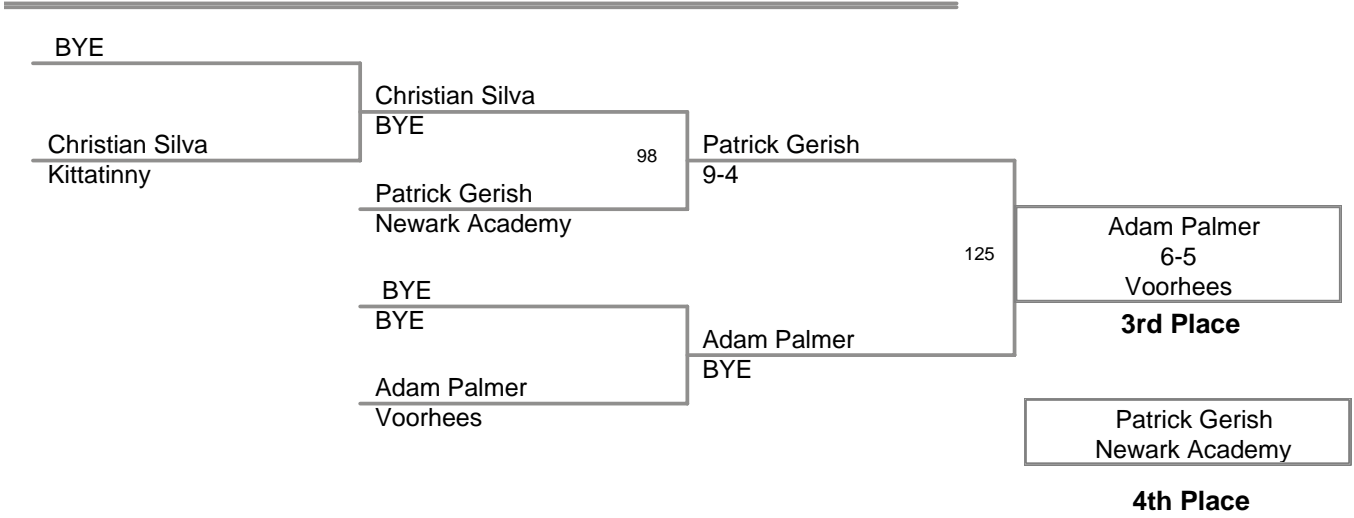 BYE
Christian Silva
Kittatinny
Christian Silva
BYE
98
Patrick Gerish
Newark Academy
Patrick Gerish
9-4
BYE
BYE
Adam Palmer
Voorhees
Adam Palmer
BYE
125
Adam Palmer
6-5
Voorhees
3rd Place
Patrick Gerish
Newark Academy
4th Place